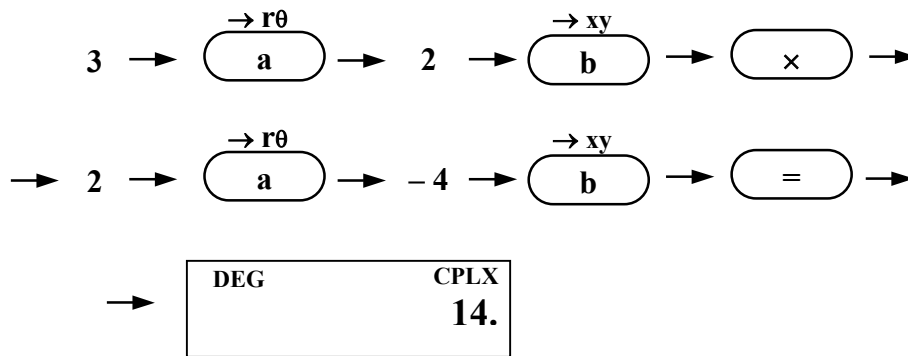 → rθ → xy
3 → a → 2 → b → × →
→ rθ → xy
→ 2 → a → – 4 → b → = →
DEG CPLX
→ 14.